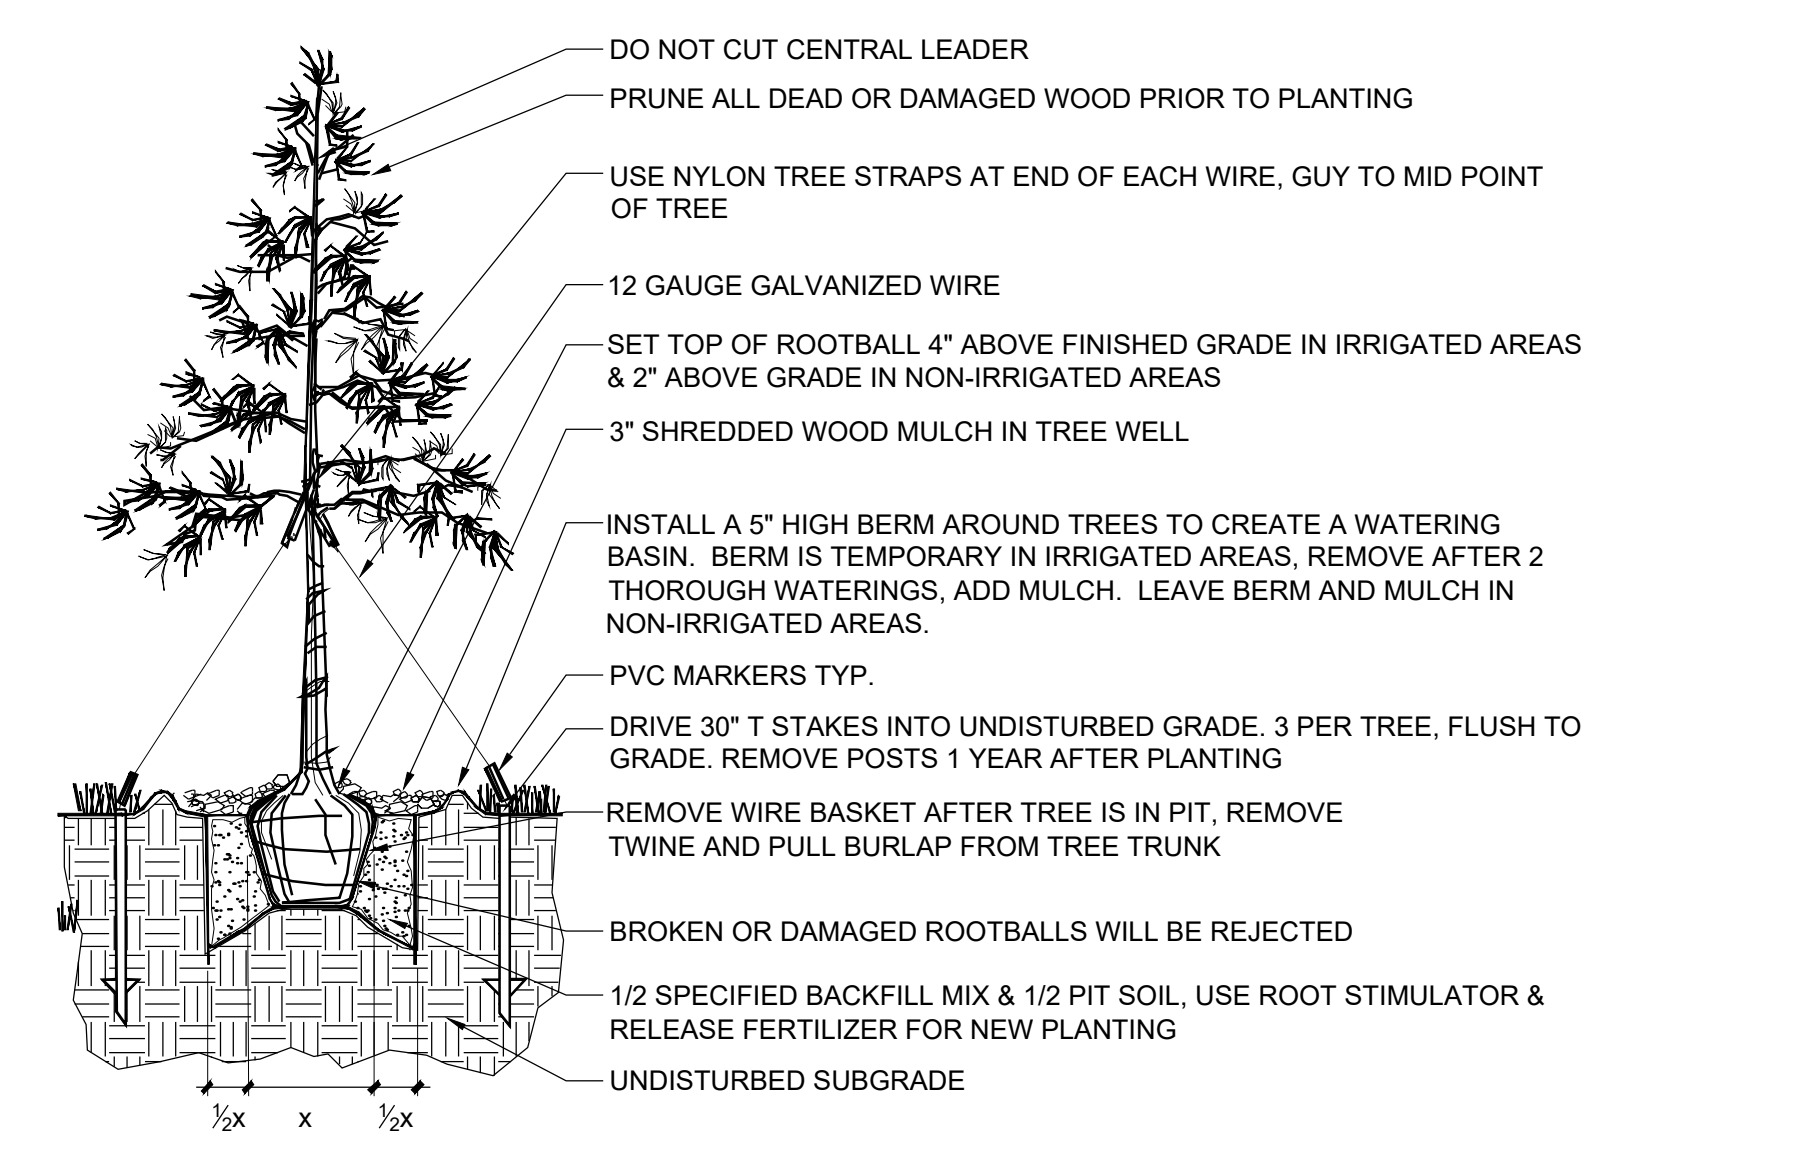 DO NOT CUT CENTRAL LEADER
PRUNE ALL DEAD OR DAMAGED WOOD PRIOR TO PLANTING
USE NYLON TREE STRAPS AT END OF EACH WIRE, GUY TO MID POINT
OF TREE
12 GAUGE GALVANIZED WIRE
SET TOP OF ROOTBALL 4" ABOVE FINISHED GRADE IN IRRIGATED AREAS
& 2" ABOVE GRADE IN NON-IRRIGATED AREAS
3" SHREDDED WOOD MULCH IN TREE WELL
INSTALL A 5" HIGH BERM AROUND TREES TO CREATE A WATERING
BASIN. BERM IS TEMPORARY IN IRRIGATED AREAS, REMOVE AFTER 2
THOROUGH WATERINGS, ADD MULCH. LEAVE BERM AND MULCH IN
NON-IRRIGATED AREAS.
PVC MARKERS TYP.
DRIVE 30" T STAKES INTO UNDISTURBED GRADE. 3 PER TREE, FLUSH TO
GRADE. REMOVE POSTS 1 YEAR AFTER PLANTING
REMOVE WIRE BASKET AFTER TREE IS IN PIT, REMOVE
TWINE AND PULL BURLAP FROM TREE TRUNK
BROKEN OR DAMAGED ROOTBALLS WILL BE REJECTED
1/2 SPECIFIED BACKFILL MIX & 1/2 PIT SOIL, USE ROOT STIMULATOR &
RELEASE FERTILIZER FOR NEW PLANTING
UNDISTURBED SUBGRADE
½x x ½x